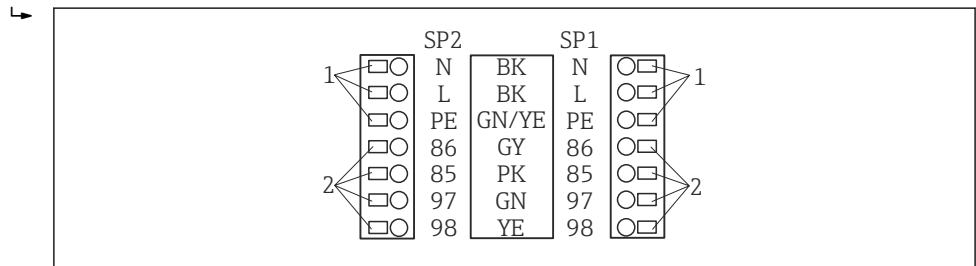 SP2 SP1
1 N BK N 1
L BK L
PE GN/YE PE
86 GY 86
2 85 PK 85 2
97 GN 97
98 YE 98